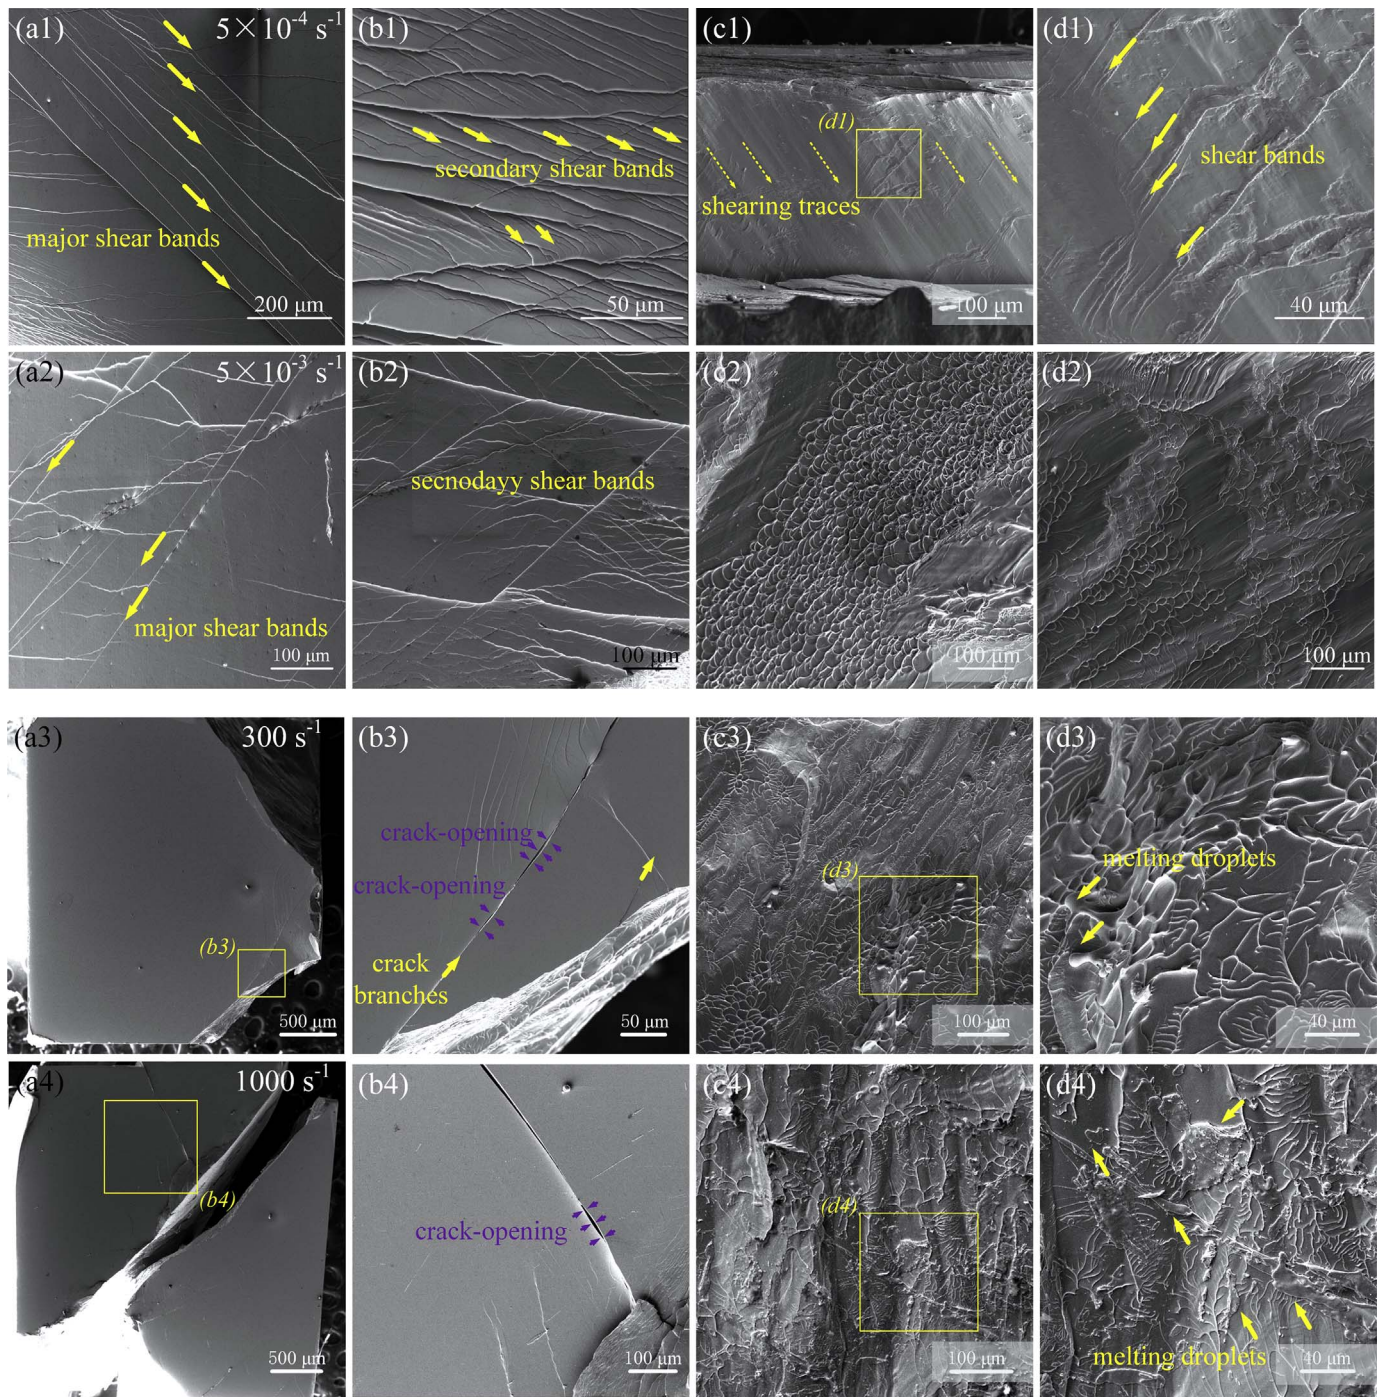 (a1) 5×10⁻⁴ s⁻¹
major shear bands
200 μm
(b1)
secondary shear bands
50 μm
(c1)
(d1)
shearing traces
100 μm
(d1)
shear bands
40 μm
(a2) 5×10⁻³ s⁻¹
major shear bands
100 μm
(b2)
secnodayy shear bands
100 μm
(c2)
100 μm
(d2)
100 μm
(a3) 300 s⁻¹
(b3)
500 μm
(b3)
crack-opening
crack-opening
crack
branches
50 μm
(c3)
(d3)
100 μm
(d3)
melting droplets
40 μm
(a4) 1000 s⁻¹
(b4)
500 μm
(b4)
crack-opening
100 μm
(c4)
(d4)
100 μm
(d4)
melting droplets
40 μm